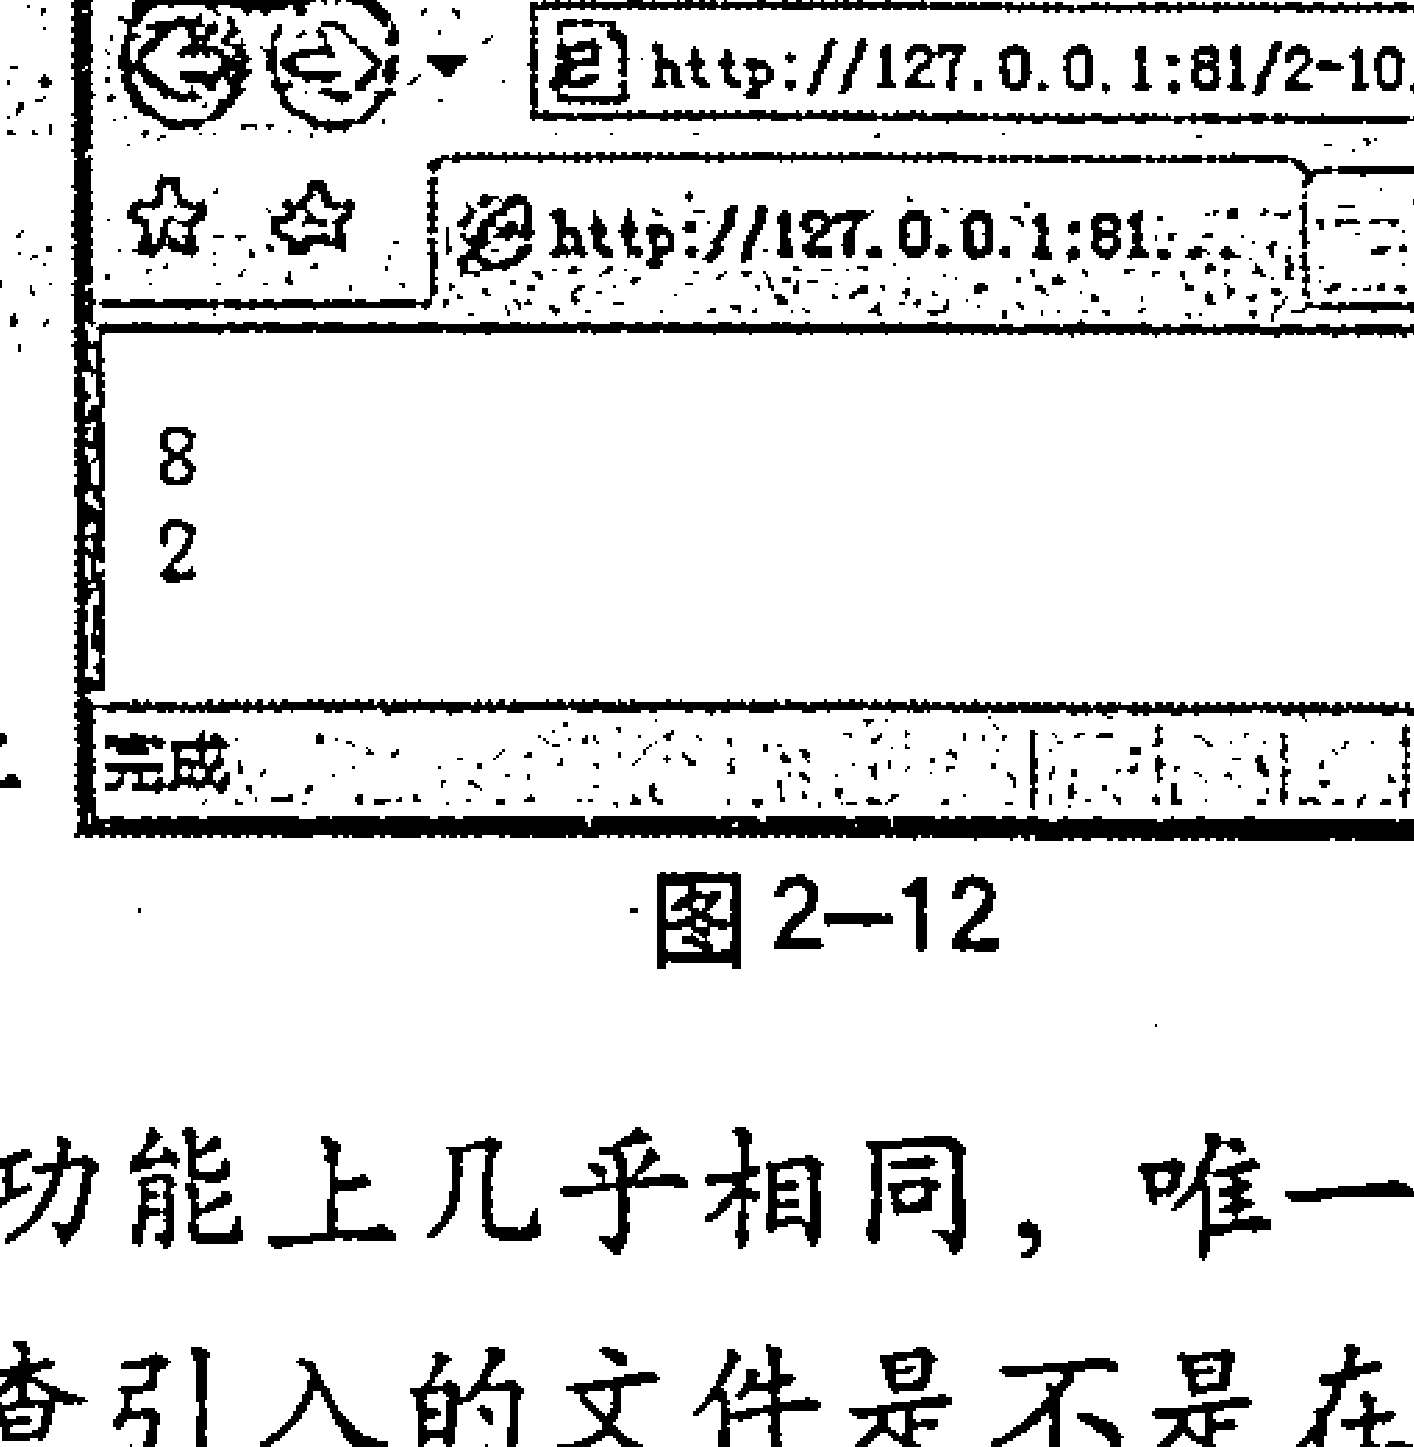 http://127.0.0.1:81/2-10.
http://127.0.0.1:81...
8
2
完成
图2-12
功能上几乎相同，唯一
查引入的文件是不是在